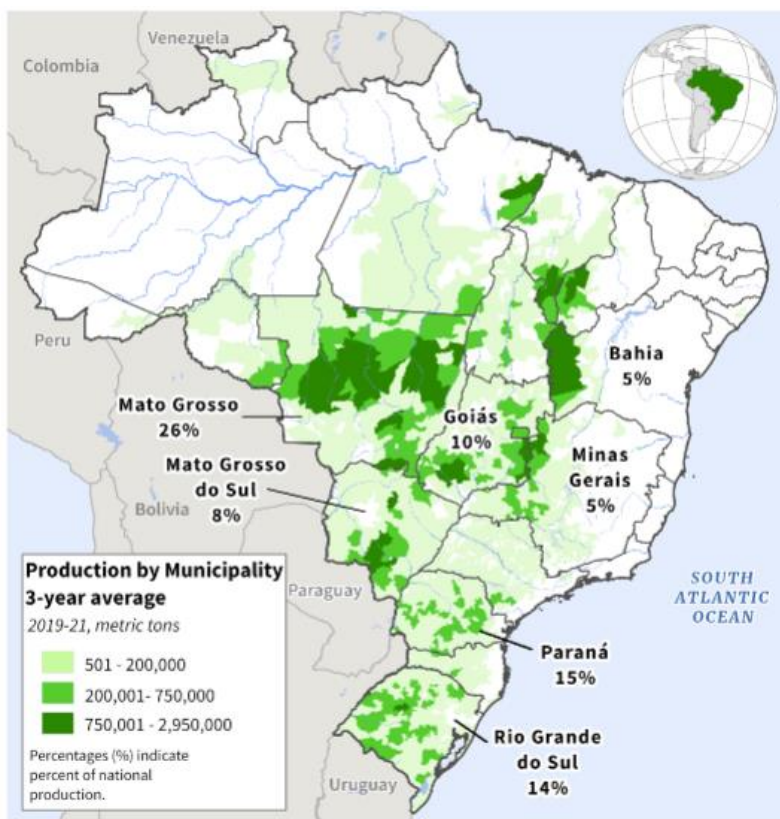 Venezuela
Colombia
Peru
Bahia
5%
Mato Grosso
26%
Goiás
10%
Mato Grosso
do Sul
8%
Minas
Gerais
5%
Bolivia
Production by Municipality
3-year average
2019-21, metric tons
501 - 200,000
200,001- 750,000
750,001 - 2,950,000
Percentages (%) indicate
percent of national
production.
Paraguay
SOUTH
ATLANTIC
OCEAN
Paraná
15%
Rio Grande
do Sul
14%
Uruguay